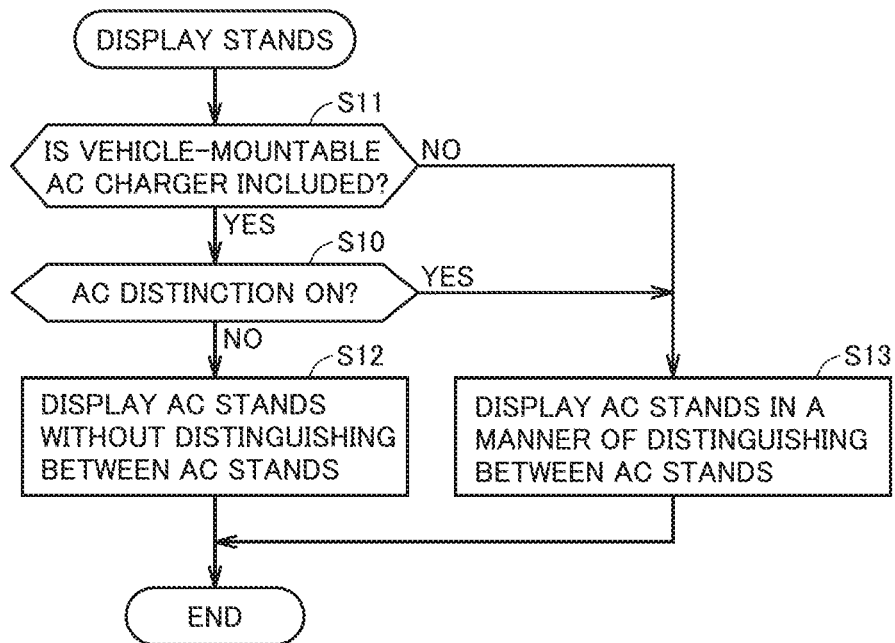 DISPLAY STANDS
S11
IS VEHICLE-MOUNTABLE
AC CHARGER INCLUDED?
NO
YES
S10
AC DISTINCTION ON?
YES
NO
S12
DISPLAY AC STANDS
WITHOUT DISTINGUISHING
BETWEEN AC STANDS
S13
DISPLAY AC STANDS IN A
MANNER OF DISTINGUISHING
BETWEEN AC STANDS
END